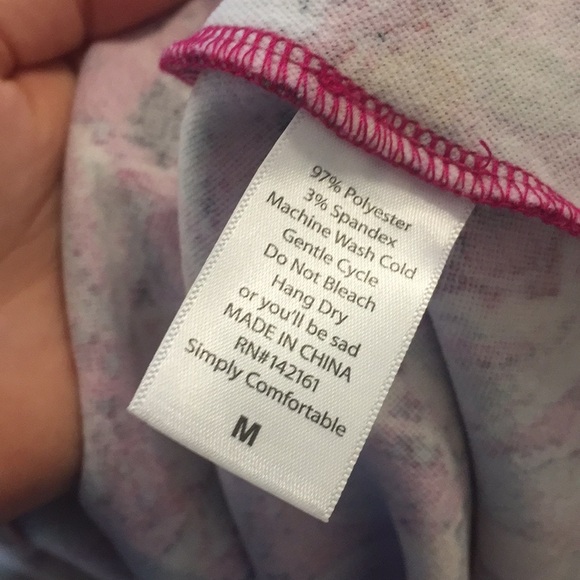 97% Polyester
3% Spandex
Machine Wash Cold
Gentle Cycle
Do Not Bleach
Hang Dry
or you'll be sad
MADE IN CHINA
RN#142161
Simply Comfortable
M